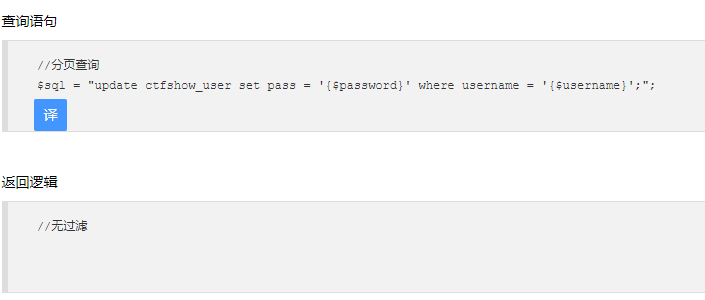 查询语句
//分页查询
$sql = "update ctfshow_user set pass = '{$password}' where username = '{$username}';";
译
返回逻辑
//无过滤